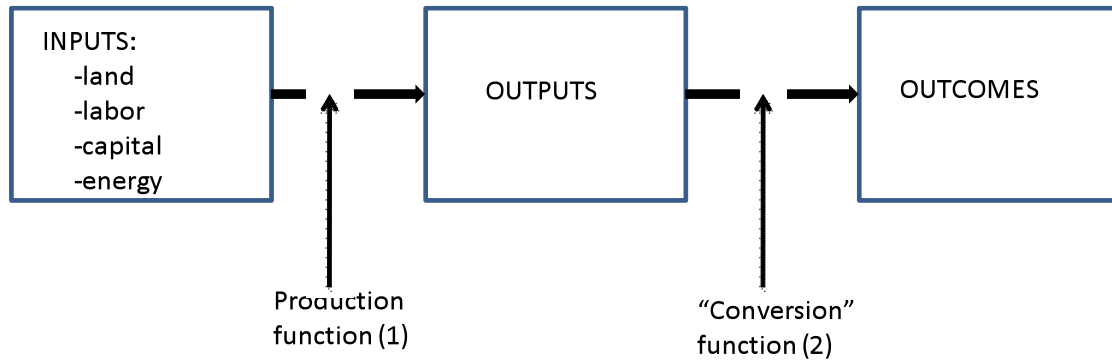 INPUTS:
-land
-labor
-capital
-energy
OUTPUTS
OUTCOMES
Production
function (1)
“Conversion”
function (2)